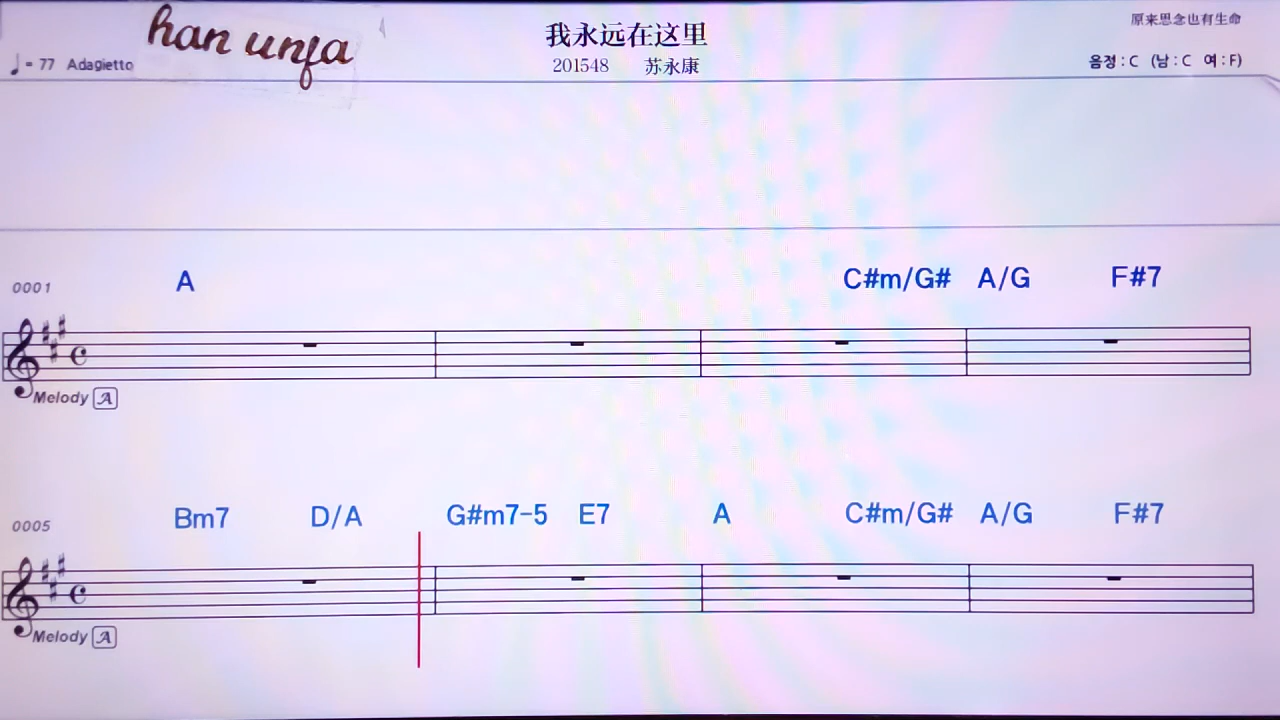 han unfa
我永远在这里
原来思念也有生命
♩= 77 Adagietto
201548 苏永康
음정 : C (남 : C 여 : F)
0001 A C#m/G# A/G F#7
Melody A
0005 Bm7 D/A G#m7-5 E7 A C#m/G# A/G F#7
Melody A